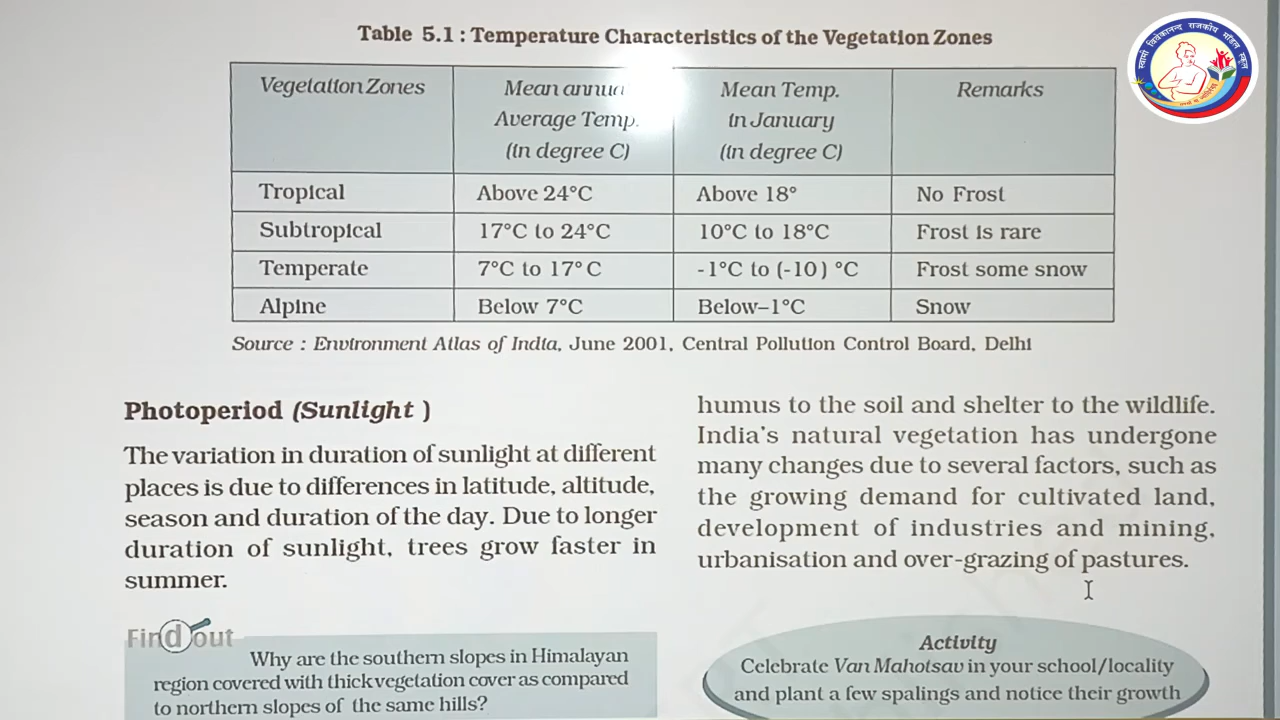 Table 5.1 : Temperature Characteristics of the Vegetation Zones
Vegetation Zones
Mean
Average Temp.
(in degree C)
Mean Temp.
in January
(in degree C)
Remarks
Tropical Above 24°C Above 18° No Frost
Subtropical 17°C to 24°C 10°C to 18°C Frost is rare
Temperate 7°C to 17° C -1°C to (-10) °C Frost some snow
Alpine Below 7°C Below–1°C Snow
Source : Environment Atlas of India, June 2001, Central Pollution Control Board, Delhi
Photoperiod (Sunlight )
The variation in duration of sunlight at different
places is due to differences in latitude, altitude,
season and duration of the day. Due to longer
duration of sunlight, trees grow faster in
summer.
Find out
Why are the southern slopes in Himalayan
region covered with thick vegetation cover as compared
to northern slopes of the same hills?
humus to the soil and shelter to the wildlife.
India's natural vegetation has undergone
many changes due to several factors, such as
the growing demand for cultivated land,
development of industries and mining,
urbanisation and over-grazing of pastures.
Activity
Celebrate Van Mahotsav in your school/locality
and plant a few spalings and notice their growth
स्वामी विवेकानन्द राजकीय मॉडल स्कूल